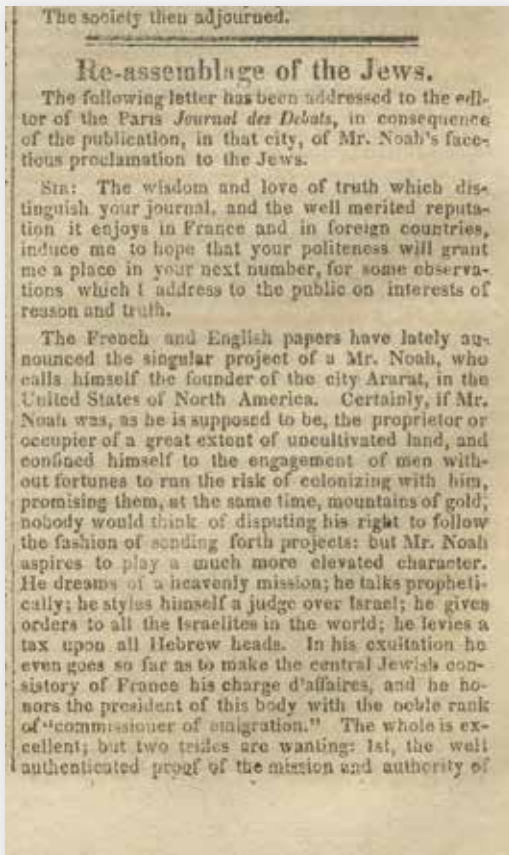 The society then adjourned.
Re-assemblage of the Jews.
The following letter has been addressed to the edi-
tor of the Paris Journal des Debats, in consequence
of the publication, in that city, of Mr. Noah's face-
tious proclamation to the Jews.
SIR: The wisdom and love of truth which dis-
tinguish your journal, and the well merited reputa-
tion it enjoys in France and in foreign countries,
induce me to hope that your politeness will grant
me a place in your next number, for some observa-
tions which I address to the public on interests of
reason and truth.
The French and English papers have lately an-
nounced the singular project of a Mr. Noah, who
calls himself the founder of the city Ararat, in the
United States of North America. Certainly, if Mr.
Noah was, as he is supposed to be, the proprietor or
occupier of a great extent of uncultivated land, and
confined himself to the engagement of men with-
out fortunes to run the risk of colonizing with him,
promising them, at the same time, mountains of gold,
nobody would think of disputing his right to follow
the fashion of sending forth projects: but Mr. Noah
aspires to play a much more elevated character.
He dreams of a heavenly mission; he talks propheti-
cally; he styles himself a judge over Israel; he gives
orders to all the Israelites in the world; he levies a
tax upon all Hebrew heads. In his exultation he
even goes so far as to make the central Jewish con-
sistory of France his charge d'affaires, and he ho-
nors the president of this body with the noble rank
of "commissioner of emigration." The whole is ex-
cellent; but two trifles are wanting: 1st, the well
authenticated proof of the mission and authority of